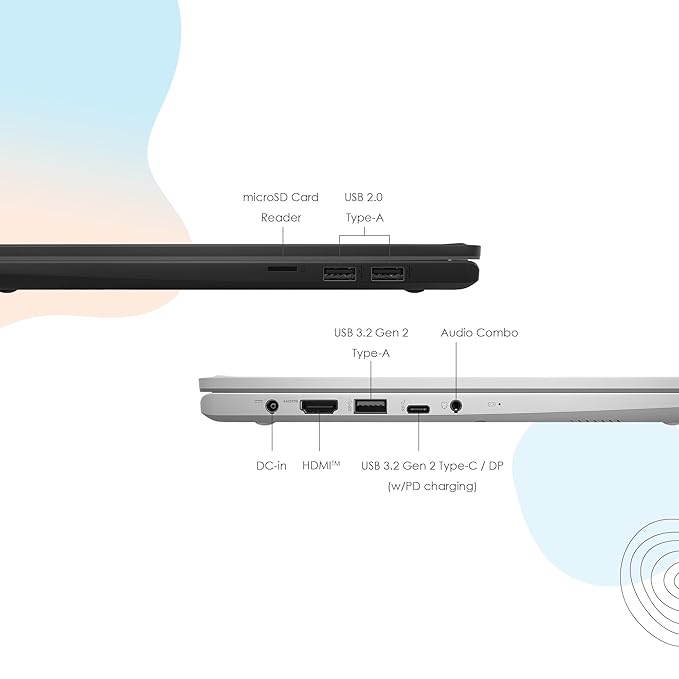 microSD Card
Reader
USB 2.0
Type-A
USB 3.2 Gen 2
Type-A
Audio Combo
HDMI
DC-in
HDMI™
USB 3.2 Gen 2 Type-C / DP
(w/PD charging)